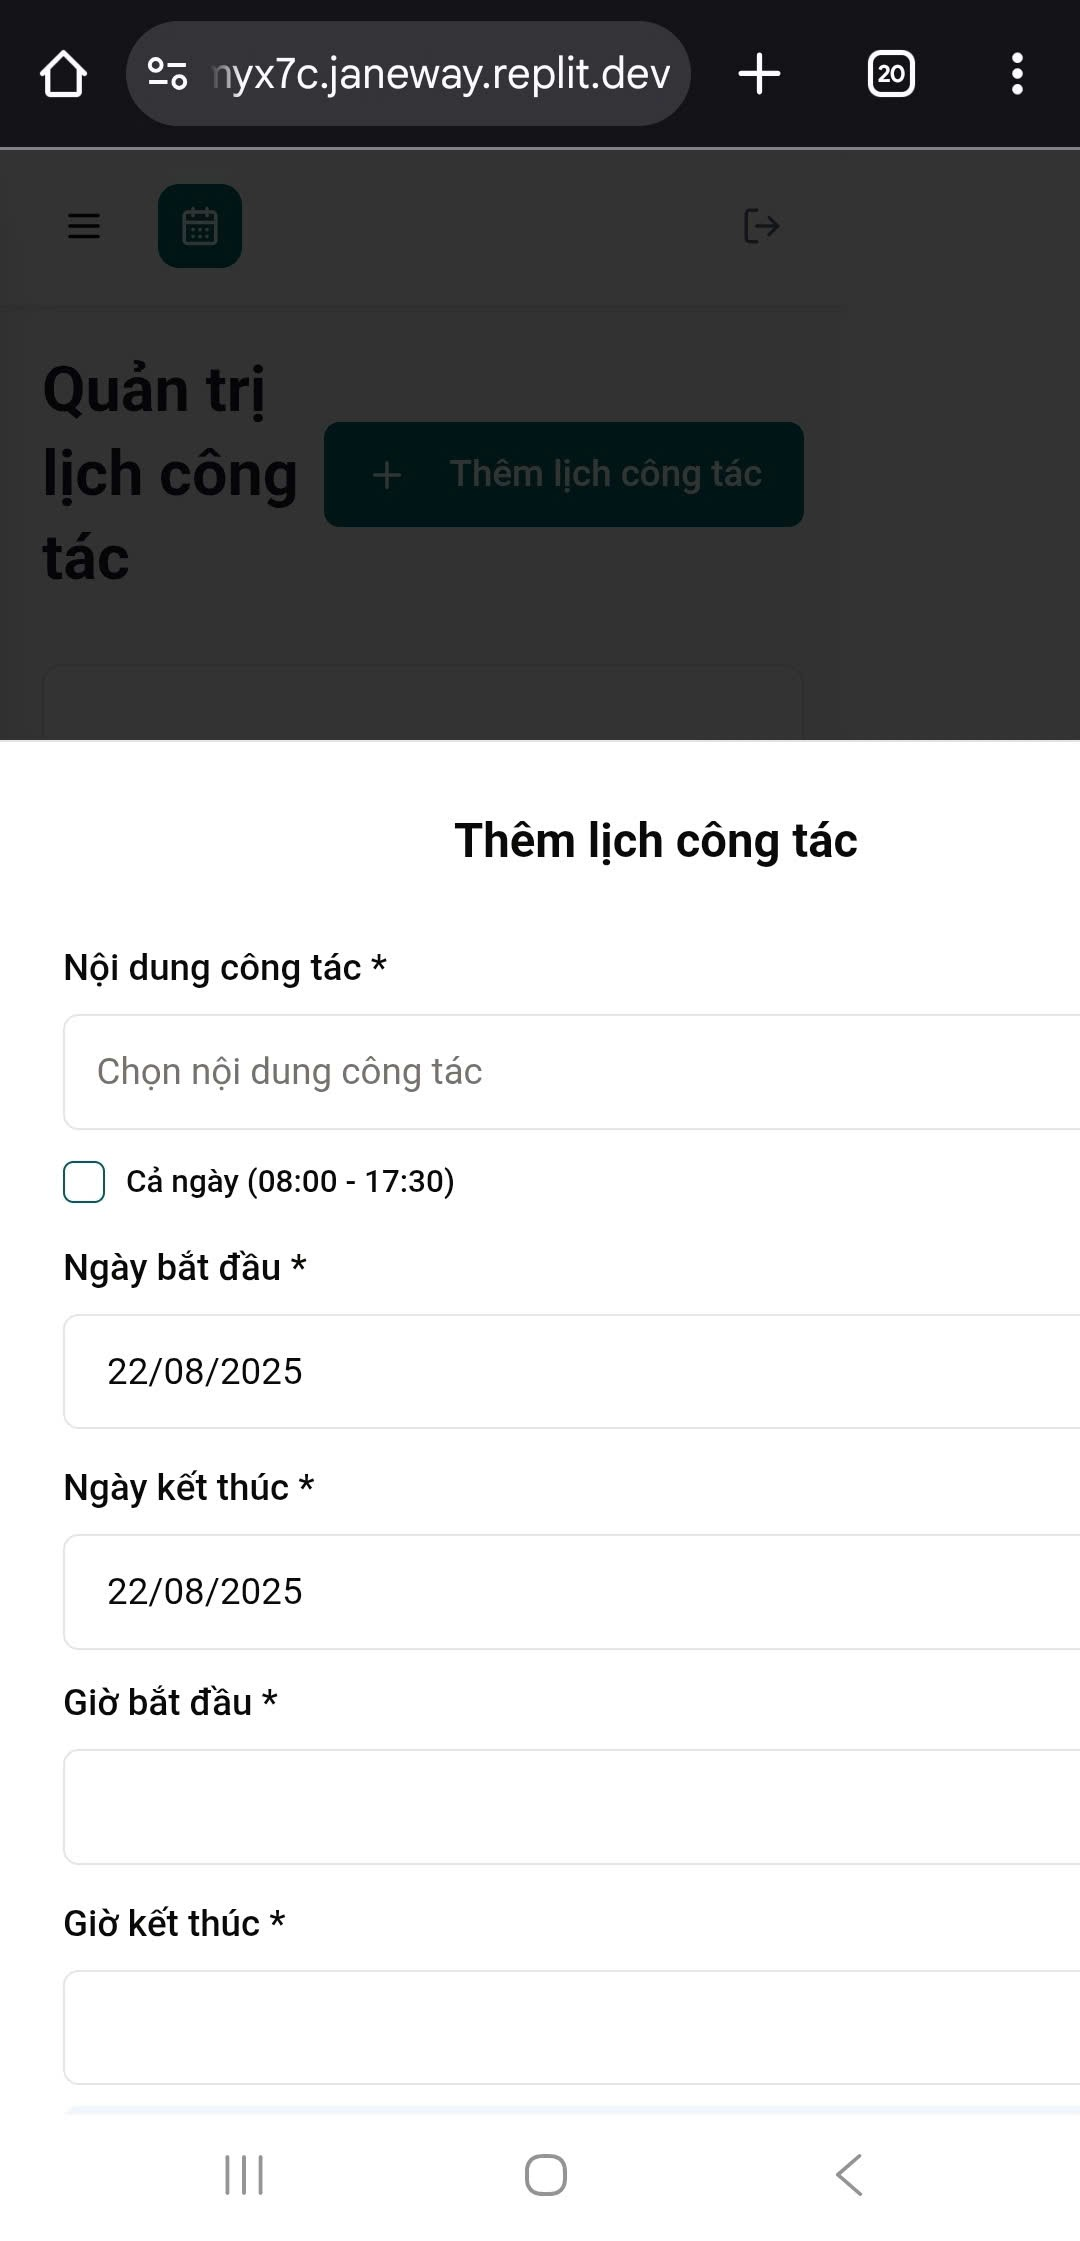 nyx7c.janeway.replit.dev
20
Quản trị
lịch công
tác
Thêm lịch công tác
Thêm lịch công tác
Nội dung công tác *
Chọn nội dung công tác
Cả ngày (08:00 - 17:30)
Ngày bắt đầu *
22/08/2025
Ngày kết thúc *
22/08/2025
Giờ bắt đầu *
Giờ kết thúc *